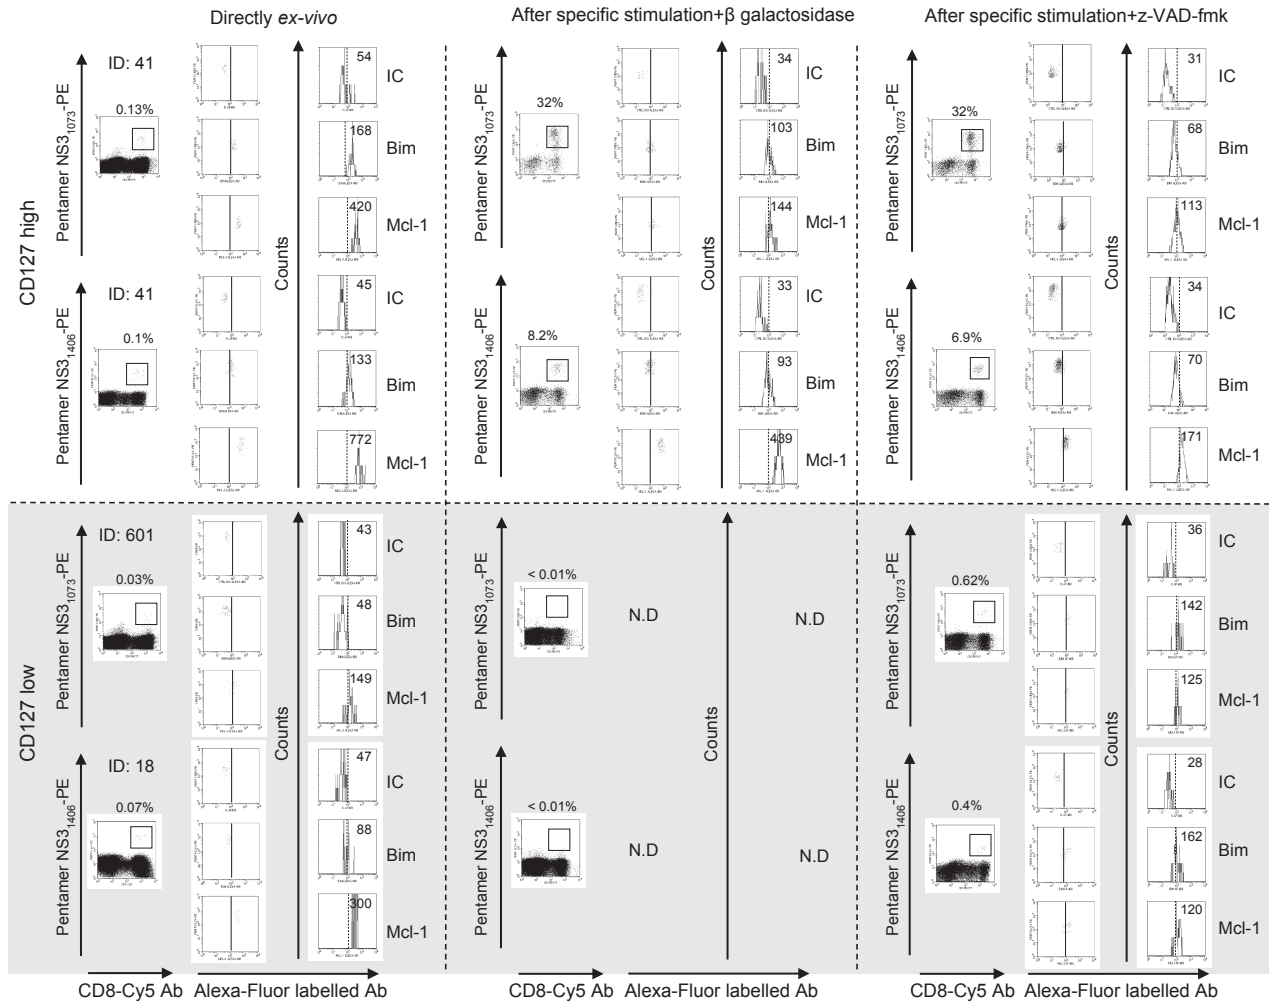 Directly ex-vivo
After specific stimulation+β galactosidase
After specific stimulation+z-VAD-fmk
CD127 high
Pentamer NS3₁₀₇₃-PE
ID: 41
0.13%
54
IC
168
Bim
420
Mcl-1
Pentamer NS3₁₄₀₆-PE
ID: 41
0.1%
45
IC
133
Bim
772
Mcl-1
Counts
Pentamer NS3₁₀₇₃-PE
32%
34
IC
103
Bim
144
Mcl-1
Pentamer NS3₁₄₀₆-PE
8.2%
33
IC
93
Bim
439
Mcl-1
Counts
Pentamer NS3₁₀₇₃-PE
32%
31
IC
68
Bim
113
Mcl-1
Pentamer NS3₁₄₀₆-PE
6.9%
34
IC
70
Bim
171
Mcl-1
Counts
CD127 low
Pentamer NS3₁₀₇₃-PE
ID: 601
0.03%
43
IC
48
Bim
149
Mcl-1
Pentamer NS3₁₄₀₆-PE
ID: 18
0.07%
47
IC
88
Bim
300
Mcl-1
Counts
Pentamer NS3₁₀₇₃-PE
< 0.01%
N.D
N.D
Pentamer NS3₁₄₀₆-PE
< 0.01%
N.D
N.D
Counts
Pentamer NS3₁₀₇₃-PE
0.62%
36
IC
142
Bim
125
Mcl-1
Pentamer NS3₁₄₀₆-PE
0.4%
28
IC
162
Bim
120
Mcl-1
Counts
CD8-Cy5 Ab
Alexa-Fluor labelled Ab
CD8-Cy5 Ab
Alexa-Fluor labelled Ab
CD8-Cy5 Ab
Alexa-Fluor labelled Ab